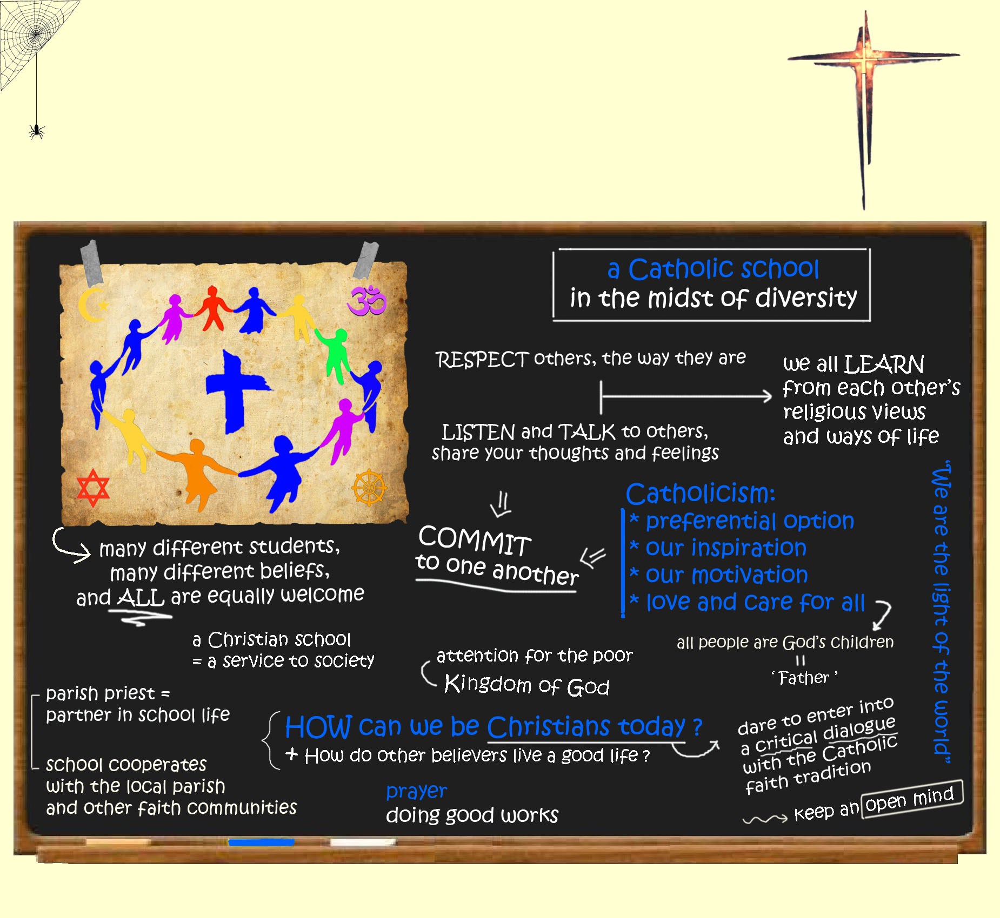 a Catholic school
in the midst of diversity
RESPECT others, the way they are
we all LEARN
from each other's
religious views
and ways of life
LISTEN and TALK to others,
share your thoughts and feelings
COMMIT
to one another
Catholicism:
* preferential option
* our inspiration
* our motivation
* love and care for all
"We are the light of the world"
many different students,
many different beliefs,
and ALL are equally welcome
a Christian school
= a service to society
attention for the poor
Kingdom of God
all people are God's children
=
'Father'
parish priest =
partner in school life
school cooperates
with the local parish
and other faith communities
HOW can we be Christians today ?
+ How do other believers live a good life ?
dare to enter into
a critical dialogue
with the Catholic
faith tradition
keep an open mind
prayer
doing good works